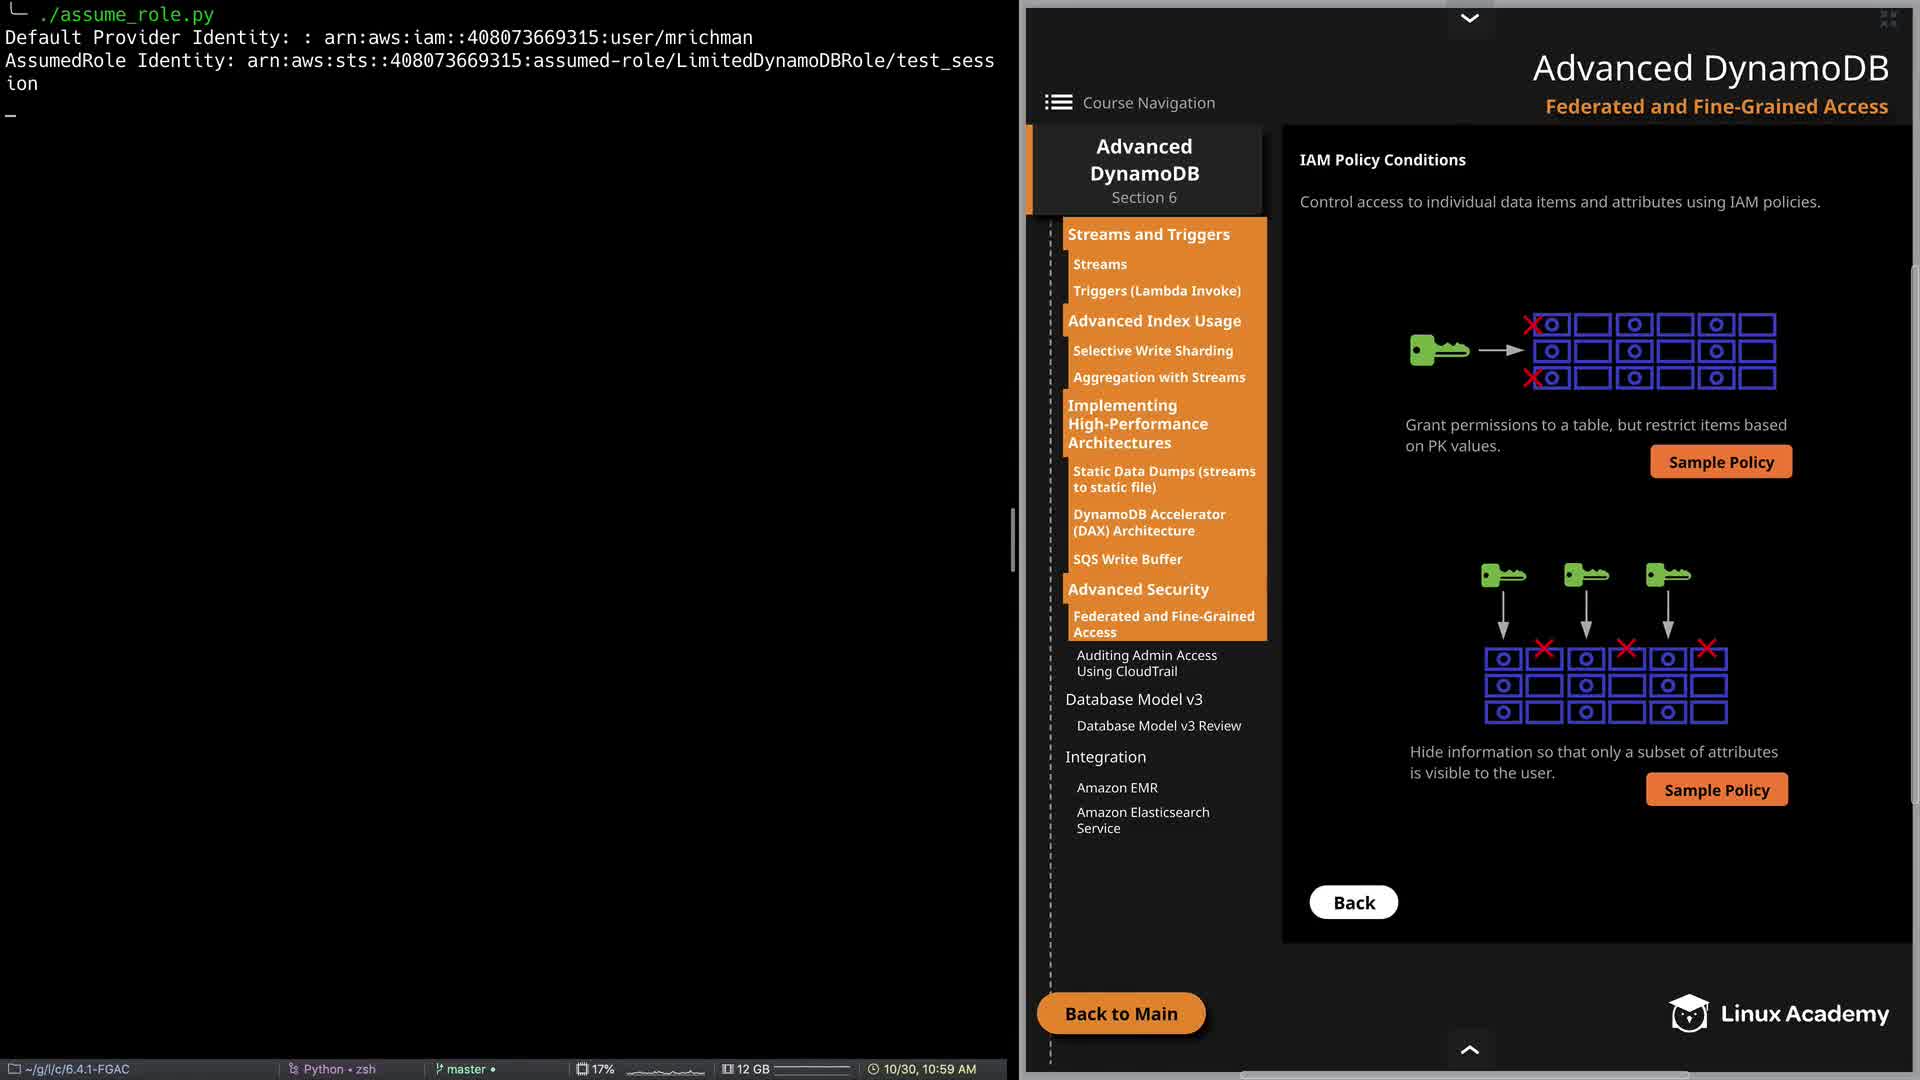 ./assume_role.py
Default Provider Identity: : arn:aws:iam::408073669315:user/mrichman
AssumedRole Identity: arn:aws:sts::408073669315:assumed-role/LimitedDynamoDBRole/test_sess
ion
~/g/l/c/6.4.1-FGAC
Python • zsh
master •
17%
12 GB
10/30, 10:59 AM
Advanced DynamoDB
Federated and Fine-Grained Access
Course Navigation
Advanced
DynamoDB
Section 6
Streams and Triggers
Streams
Triggers (Lambda Invoke)
Advanced Index Usage
Selective Write Sharding
Aggregation with Streams
Implementing
High-Performance
Architectures
Static Data Dumps (streams
to static file)
DynamoDB Accelerator
(DAX) Architecture
SQS Write Buffer
Advanced Security
Federated and Fine-Grained
Access
Auditing Admin Access
Using CloudTrail
Database Model v3
Database Model v3 Review
Integration
Amazon EMR
Amazon Elasticsearch
Service
Back to Main
IAM Policy Conditions
Control access to individual data items and attributes using IAM policies.
Grant permissions to a table, but restrict items based
on PK values.
Sample Policy
Hide information so that only a subset of attributes
is visible to the user.
Sample Policy
Back
Linux Academy